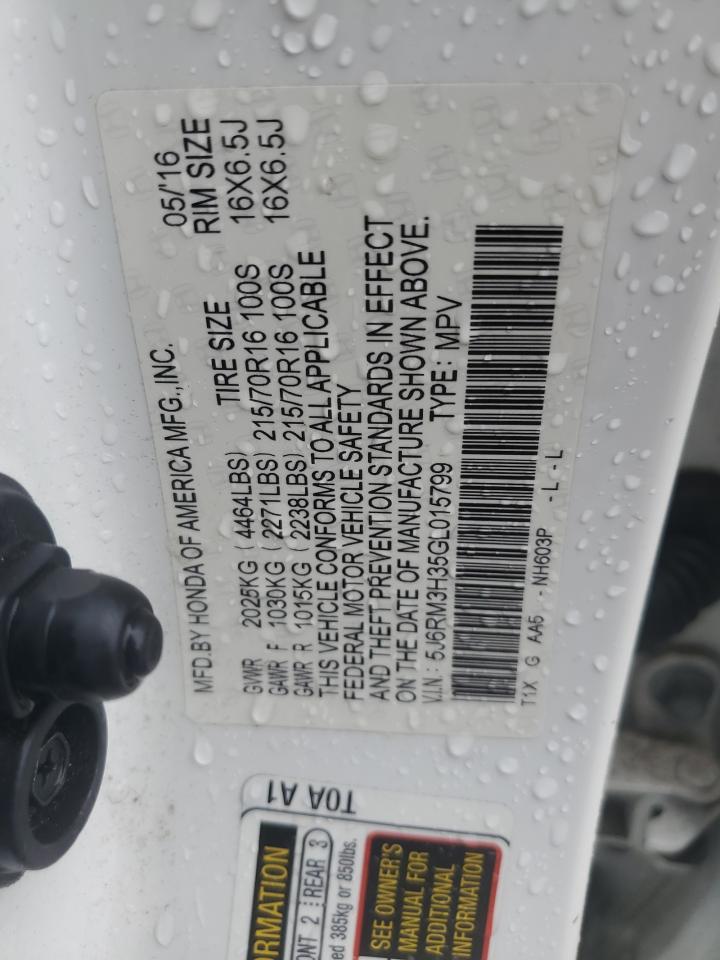 MFD.BY HONDA OF AMERICA MFG.,INC. 05/'16
TIRE SIZE RIM SIZE
GVWR 2025KG (4464LBS)
GAWR F 1030KG (2271LBS) 215/70R16 100S 16X6.5J
GAWR R 1015KG (2238LBS) 215/70R16 100S 16X6.5J
THIS VEHICLE CONFORMS TO ALL APPLICABLE
FEDERAL MOTOR VEHICLE SAFETY
AND THEFT PREVENTION STANDARDS IN EFFECT
ON THE DATE OF MANUFACTURE SHOWN ABOVE.
V.I.N.: 5J6RM3H35GL015799 TYPE: MPV
T1X G AA5 - NH603P - L - L
T0A A1
2 REAR 3
385kg or 850lbs.
SEE OWNER'S
MANUAL FOR
ADDITIONAL
INFORMATION